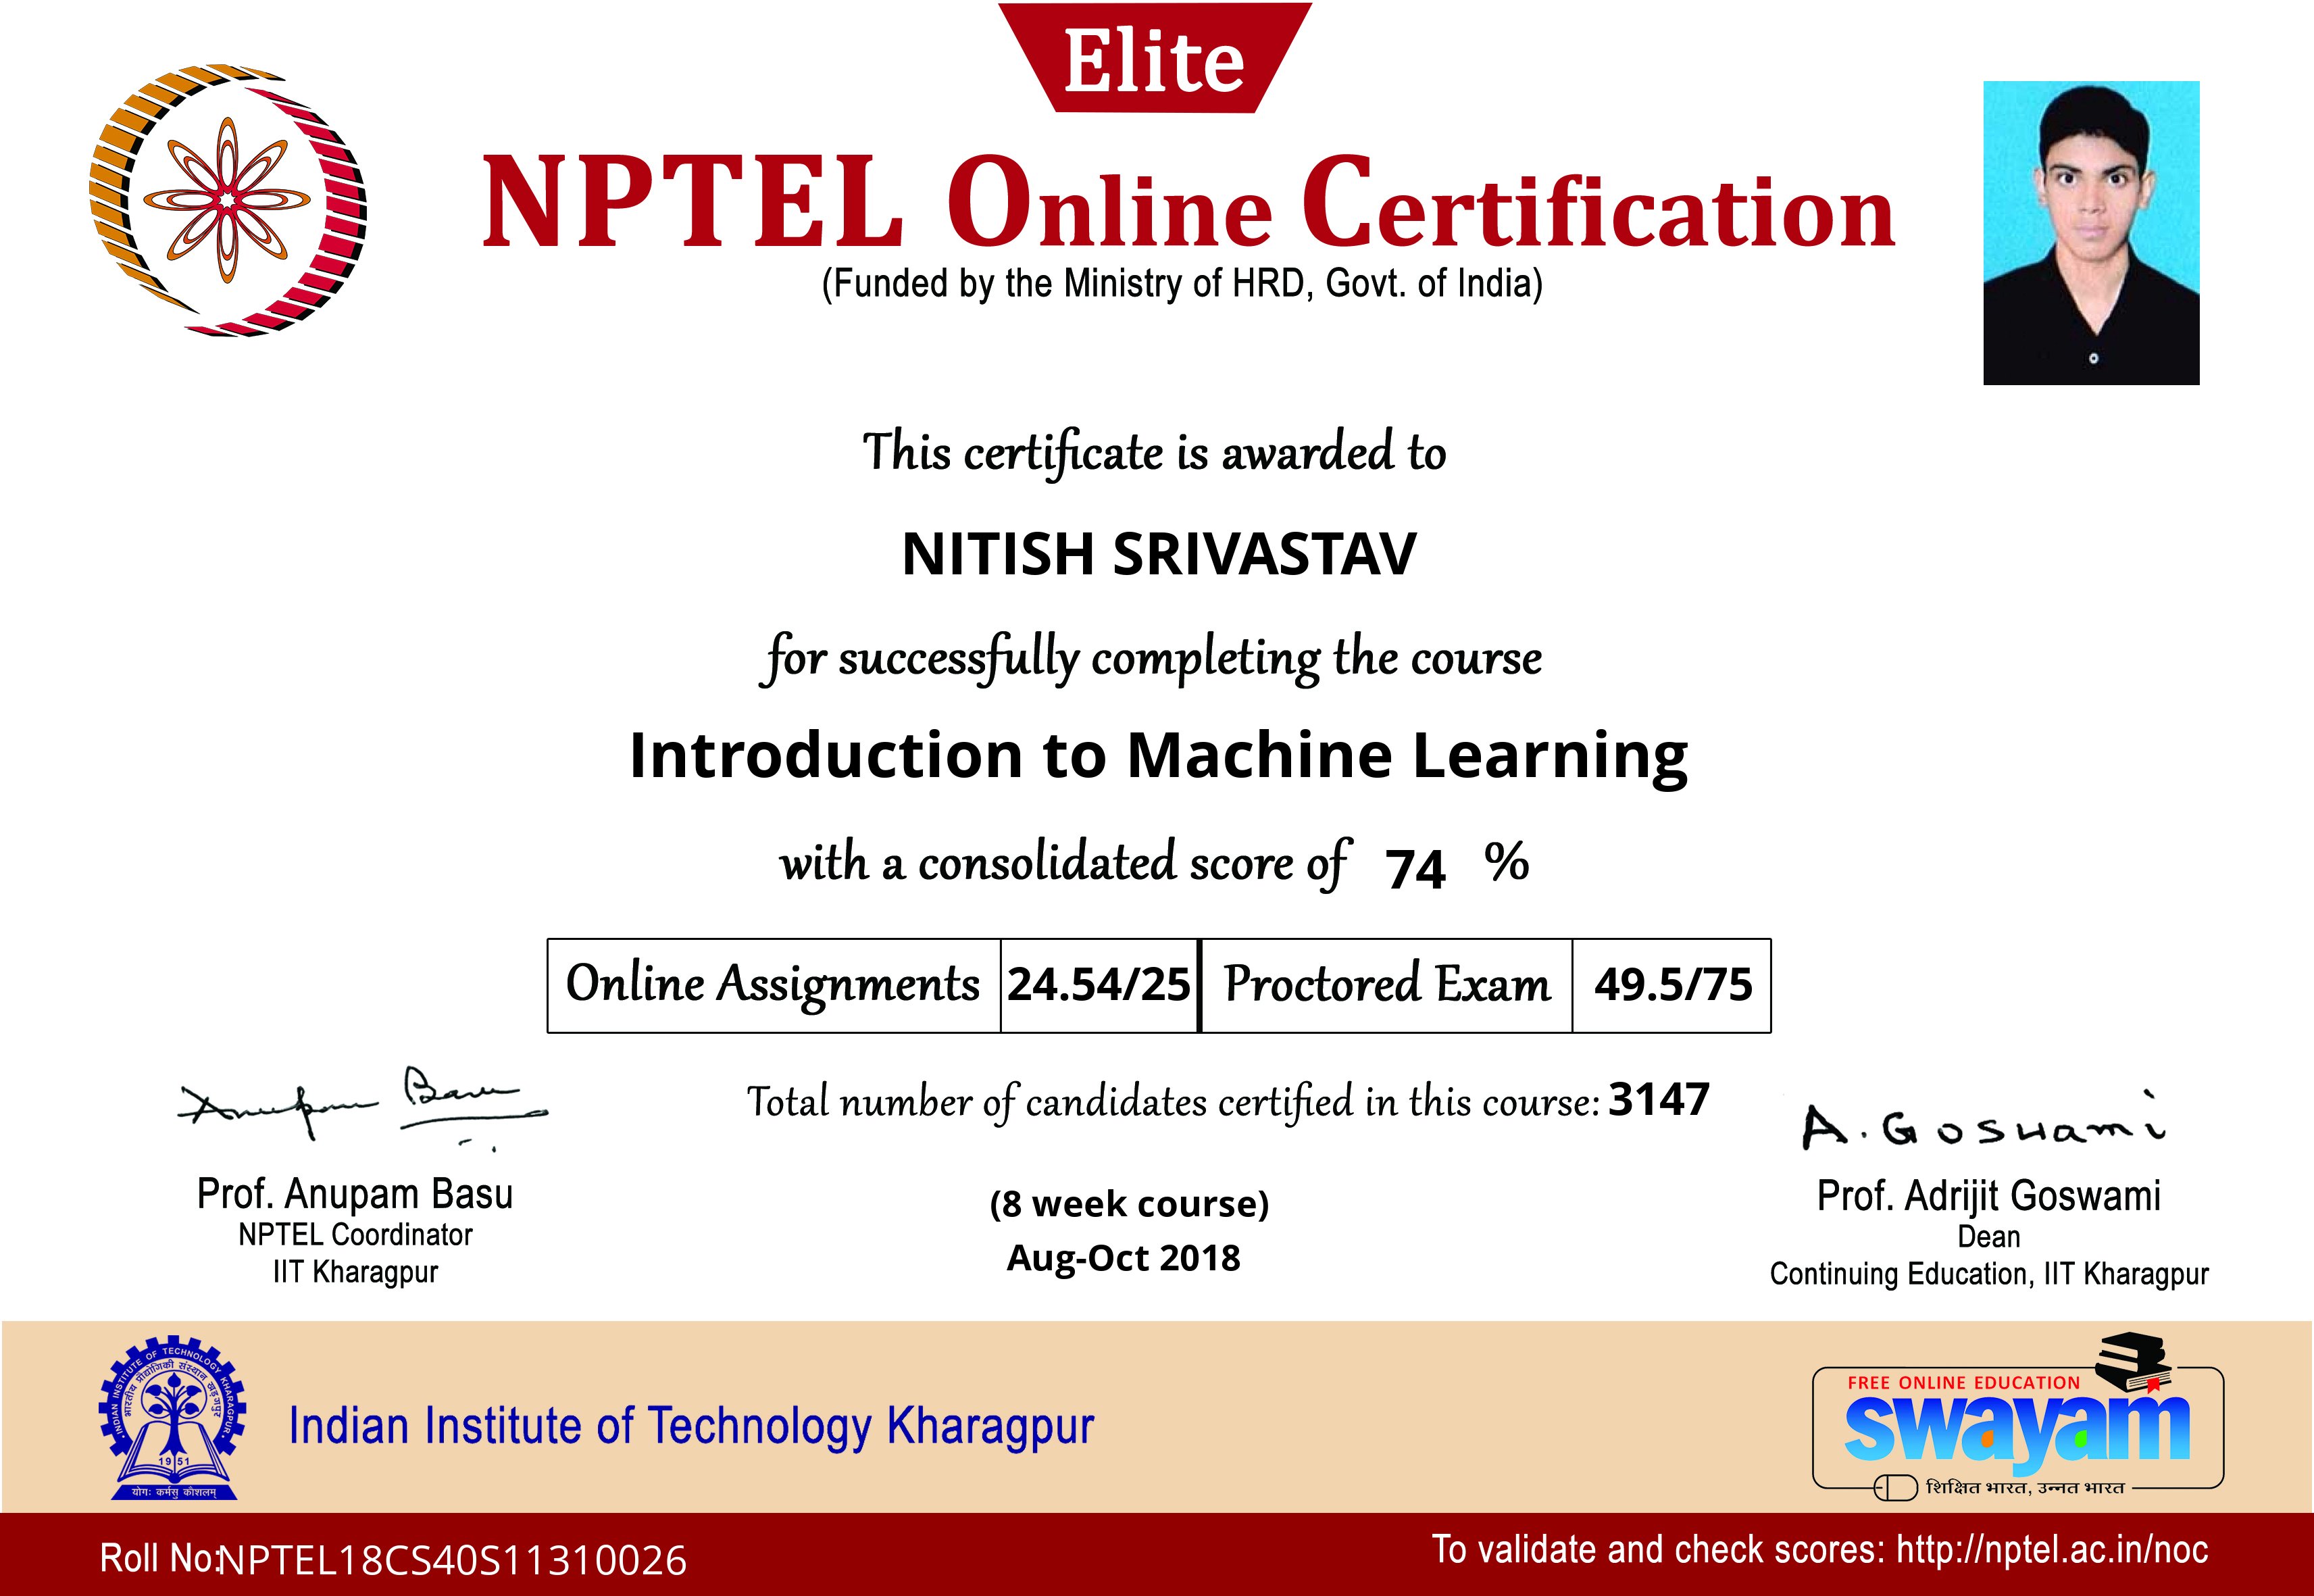 Elite
NPTEL Online Certification
(Funded by the Ministry of HRD, Govt. of India)
This certificate is awarded to
NITISH SRIVASTAV
for successfully completing the course
Introduction to Machine Learning
with a consolidated score of 74 %
Online Assignments 24.54/25 Proctored Exam 49.5/75
Total number of candidates certified in this course: 3147
Anupam Basu
A. Goswami
Prof. Anupam Basu
NPTEL Coordinator
IIT Kharagpur
(8 week course)
Aug-Oct 2018
Prof. Adrijit Goswami
Dean
Continuing Education, IIT Kharagpur
INDIAN INSTITUTE OF TECHNOLOGY KHARAGPUR
भारतीय प्रौद्योगिकी संस्थान खड़गपुर
1951
योगः कर्मसु कौशलम्
Indian Institute of Technology Kharagpur
FREE ONLINE EDUCATION
swayam
शिक्षित भारत, उन्नत भारत
Roll No:NPTEL18CS40S11310026
To validate and check scores: http://nptel.ac.in/noc